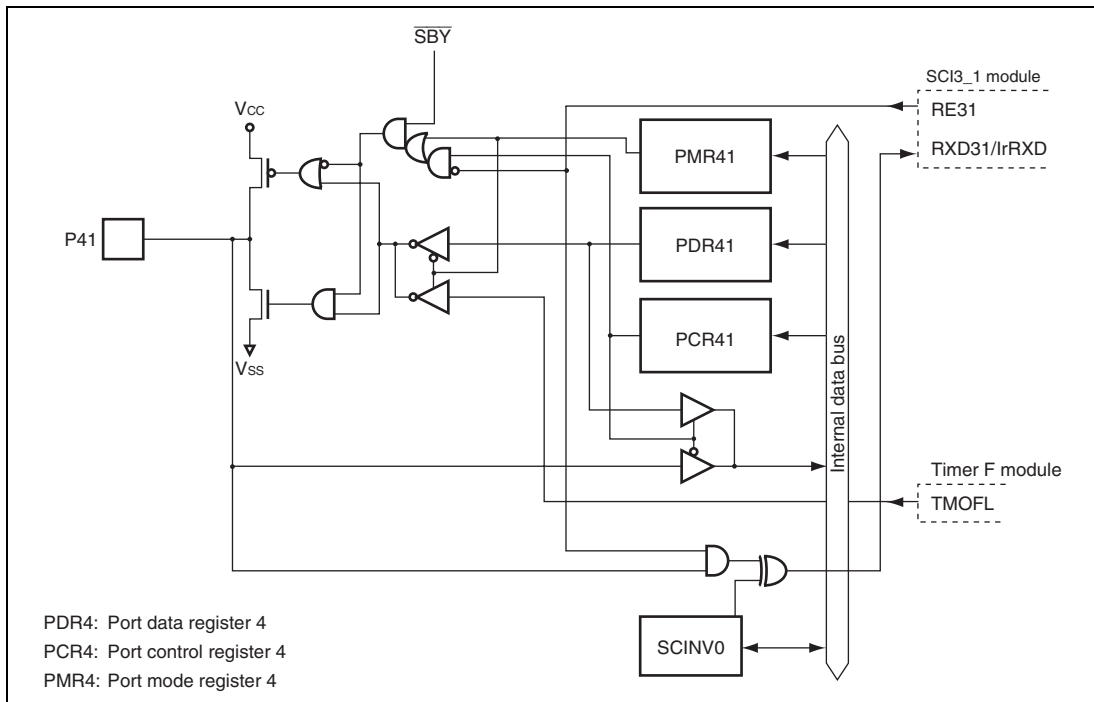 SBY
SCI3_1 module
RE31
RXD31/IrRXD
VCC
PMR41
P41
PDR41
PCR41
VSS
Internal data bus
Timer F module
TMOFL
SCINV0
PDR4: Port data register 4
PCR4: Port control register 4
PMR4: Port mode register 4